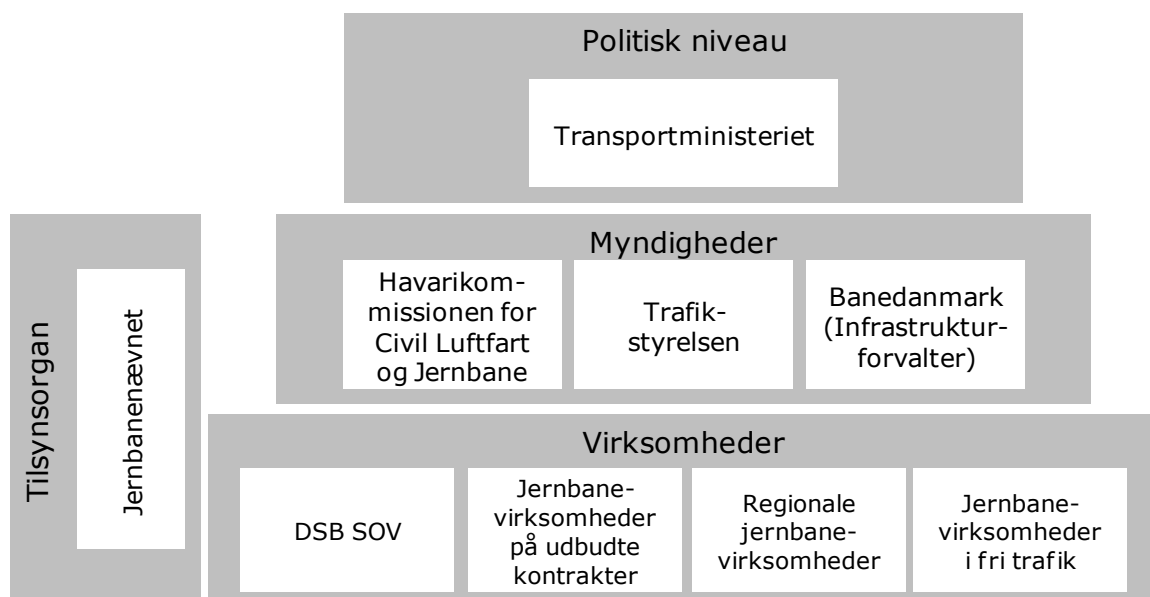 Politisk niveau
Transportministeriet
Tilsynsorgan
Jernbanenævnet
Myndigheder
Havarikom-
missionen for
Civil Luftfart
og Jernbane
Trafik-
styrelsen
Banedanmark
(Infrastruktur-
forvalter)
Virksomheder
DSB SOV
Jernbane-
virksomheder
på udbudte
kontrakter
Regionale
jernbane-
virksomheder
Jernbane-
virksomheder
i fri trafik